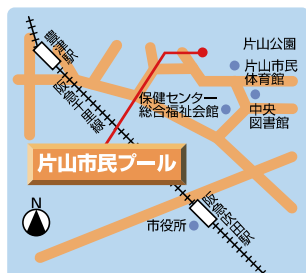 豊津駅
阪急千里線
片山公園
片山市民
体育館
保健センター
総合福祉会館
中央
図書館
片山市民プール
N
市役所
阪急吹田駅